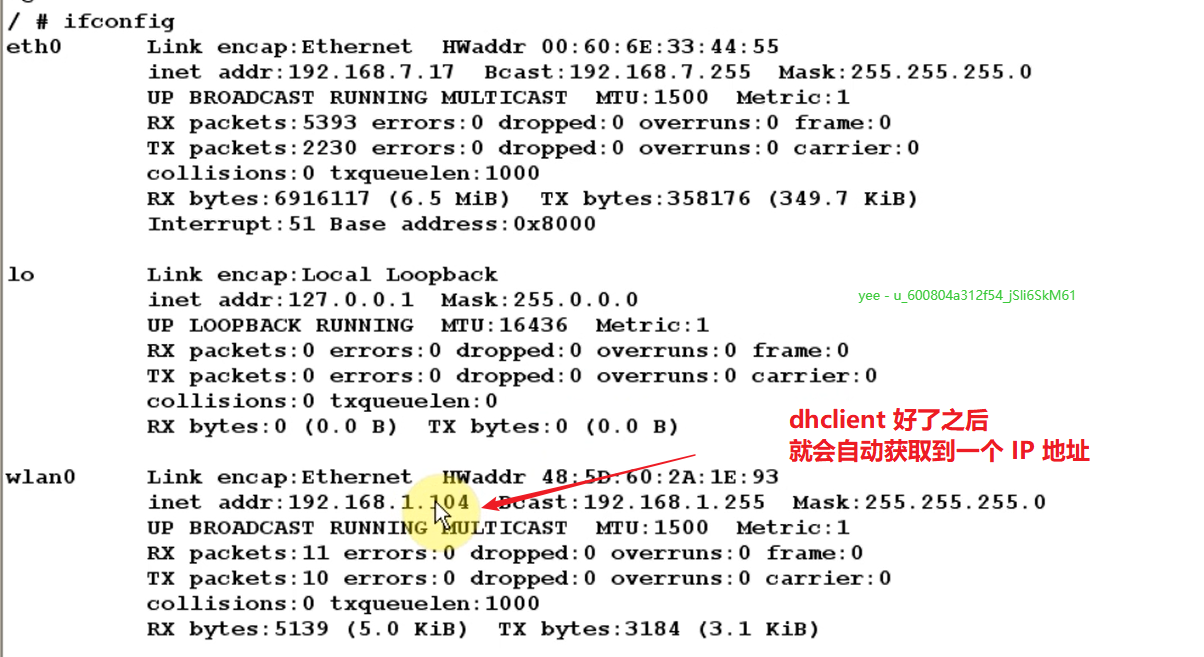 / # ifconfig
eth0 Link encap:Ethernet HWaddr 00:60:6E:33:44:55
inet addr:192.168.7.17 Bcast:192.168.7.255 Mask:255.255.255.0
UP BROADCAST RUNNING MULTICAST MTU:1500 Metric:1
RX packets:5393 errors:0 dropped:0 overruns:0 frame:0
TX packets:2230 errors:0 dropped:0 overruns:0 carrier:0
collisions:0 txqueuelen:1000
RX bytes:6916117 (6.5 MiB) TX bytes:358176 (349.7 KiB)
Interrupt:51 Base address:0x8000
lo Link encap:Local Loopback
inet addr:127.0.0.1 Mask:255.0.0.0
yee - u_600804a312f54_jSli6SkM61
UP LOOPBACK RUNNING MTU:16436 Metric:1
RX packets:0 errors:0 dropped:0 overruns:0 frame:0
TX packets:0 errors:0 dropped:0 overruns:0 carrier:0
collisions:0 txqueuelen:0
RX bytes:0 (0.0 B) TX bytes:0 (0.0 B)
dhclient 好了之后
就会自动获取到一个 IP 地址
wlan0 Link encap:Ethernet HWaddr 48:5D:60:2A:1E:93
inet addr:192.168.1.104 Bcast:192.168.1.255 Mask:255.255.255.0
UP BROADCAST RUNNING MULTICAST MTU:1500 Metric:1
RX packets:11 errors:0 dropped:0 overruns:0 frame:0
TX packets:10 errors:0 dropped:0 overruns:0 carrier:0
collisions:0 txqueuelen:1000
RX bytes:5139 (5.0 KiB) TX bytes:3184 (3.1 KiB)